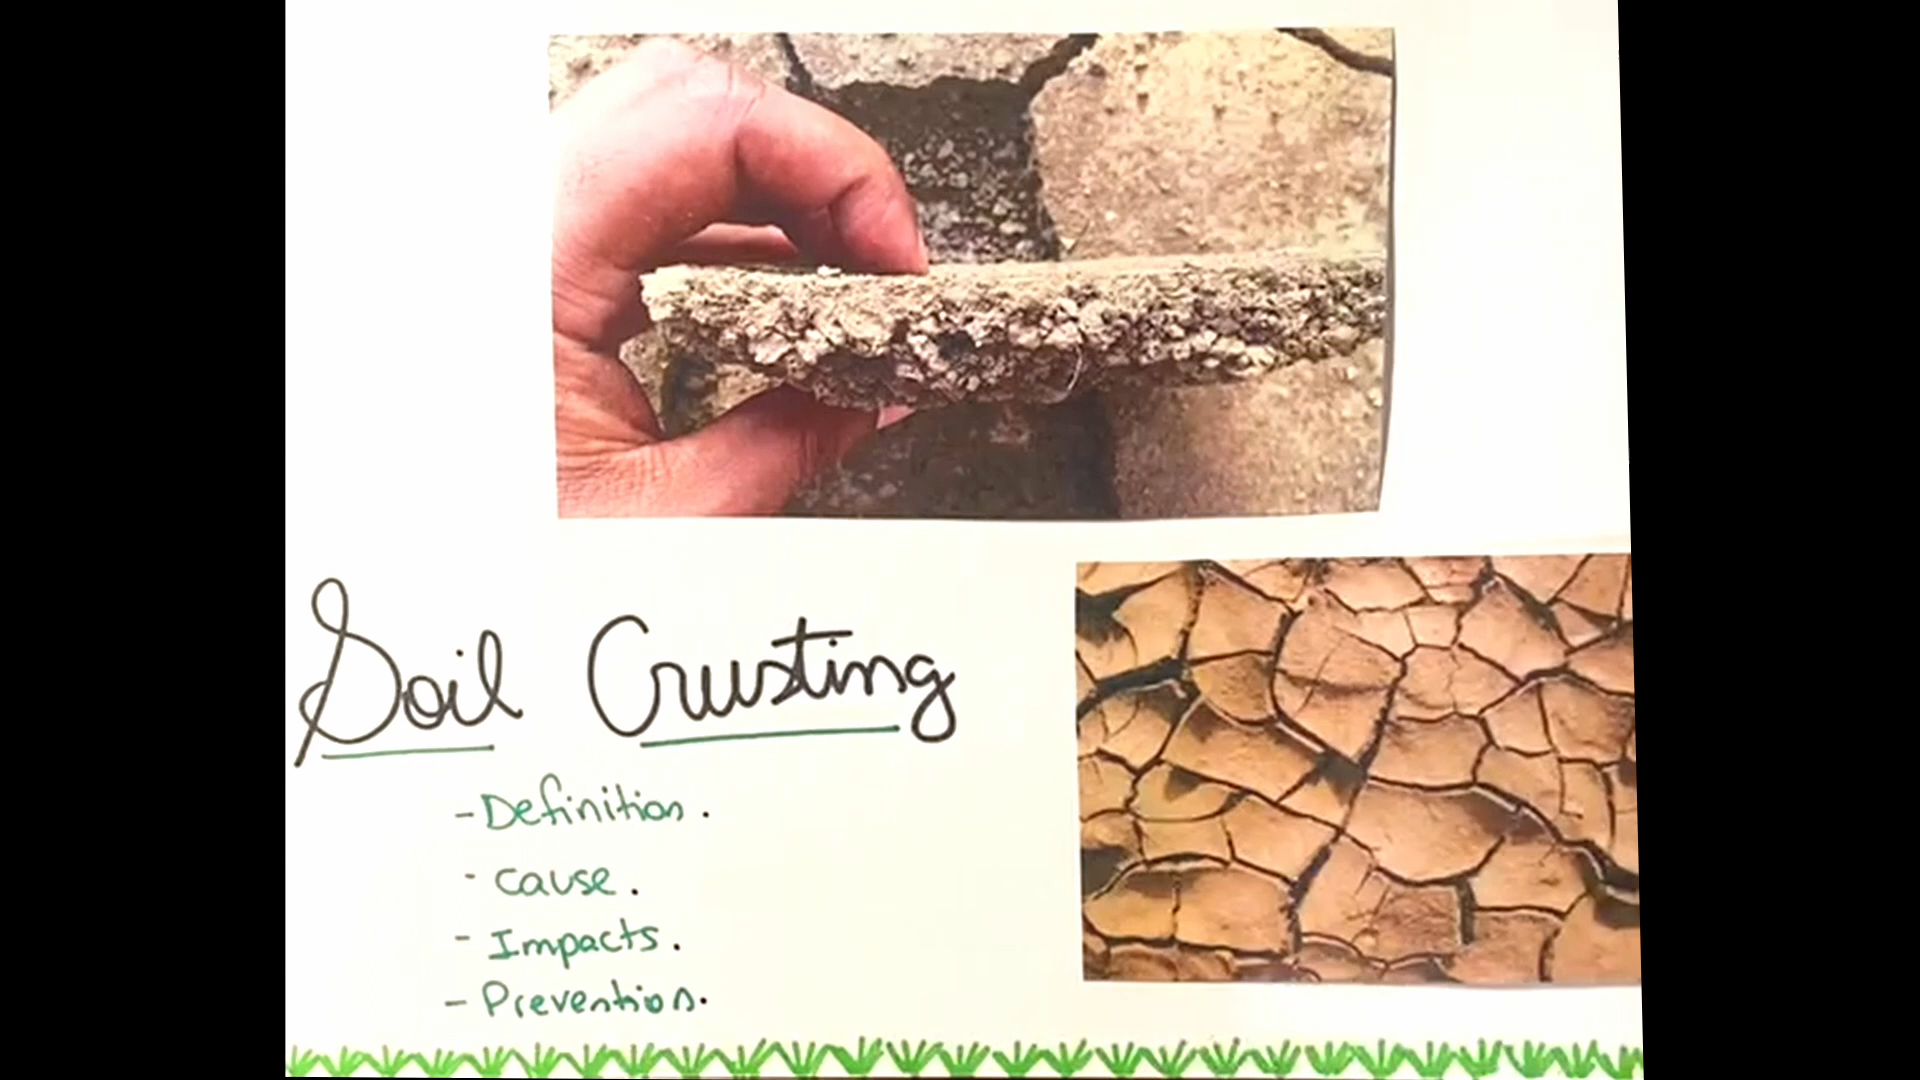 Soil Crusting
- Definition.
- Cause.
- Impacts.
- Prevention.